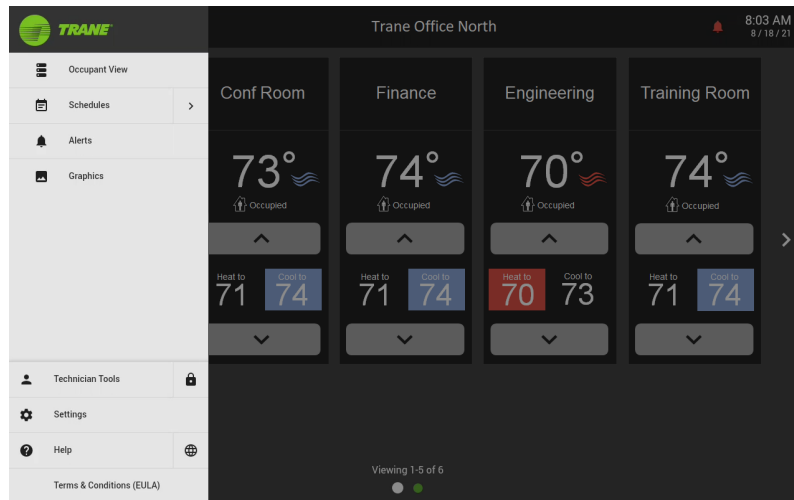 TRANE
Trane Office North
8:03 AM
8 / 18 / 21
Occupant View
Schedules
Alerts
Graphics
Technician Tools
Settings
Help
Terms & Conditions (EULA)
Conf Room
73°
Occupied
Heat to
71
Cool to
74
Finance
74°
Occupied
Heat to
71
Cool to
74
Engineering
70°
Occupied
Heat to
70
Cool to
73
Training Room
74°
Occupied
Heat to
71
Cool to
74
Viewing 1-5 of 6